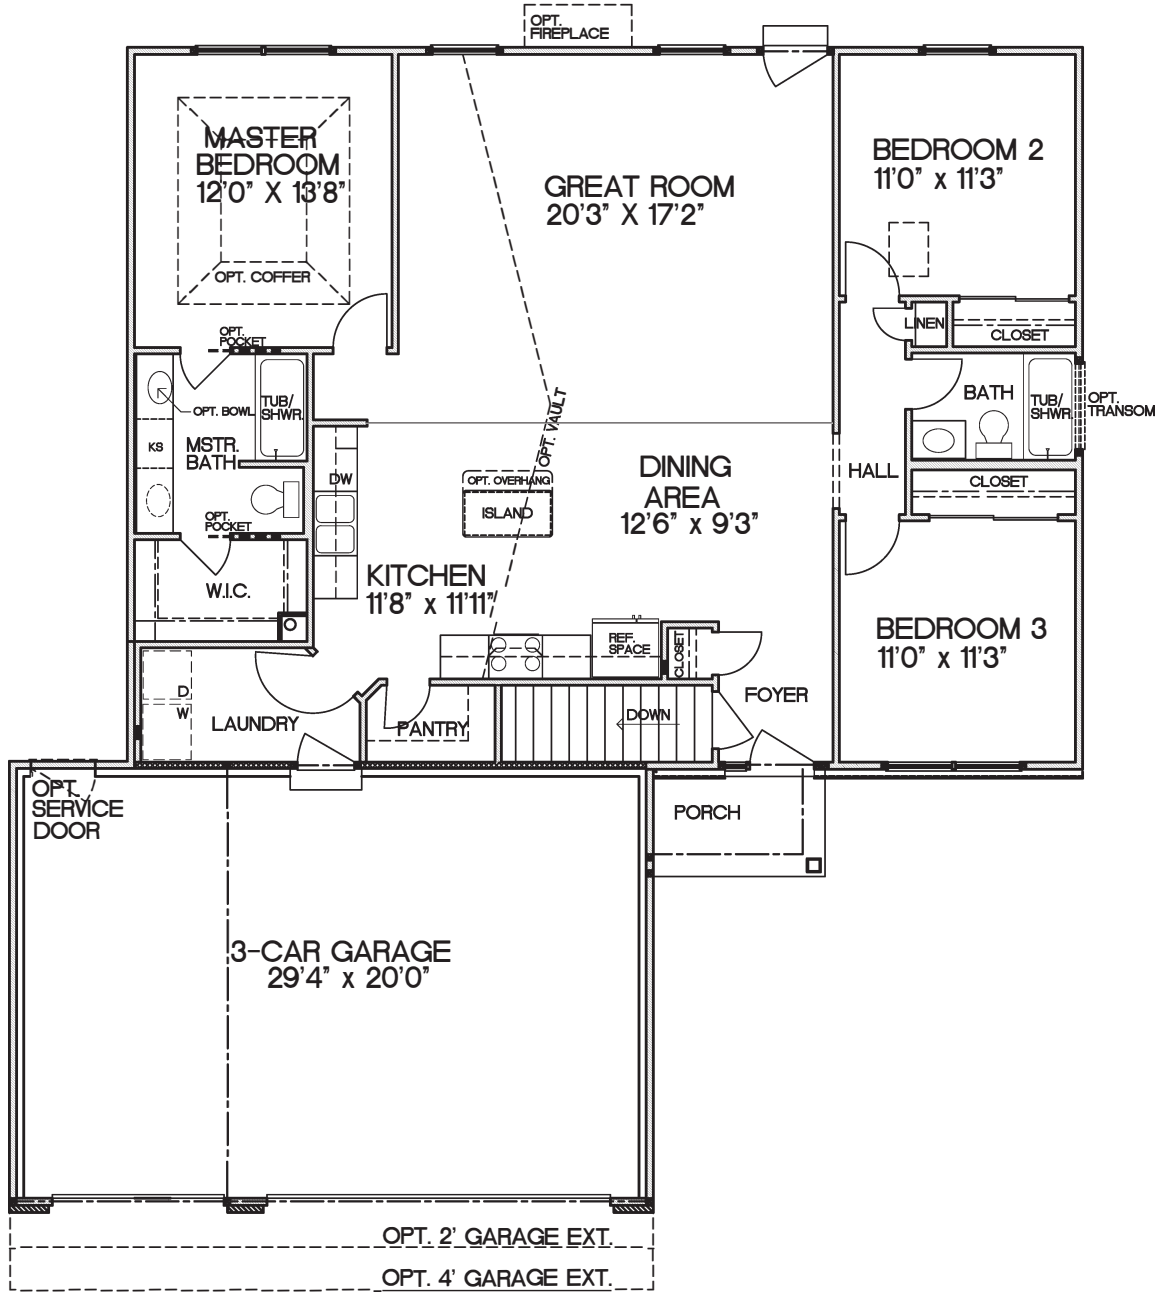 OPT.
FIREPLACE
MASTER
BEDROOM
12'0" X 13'8"
OPT. COFFER
GREAT ROOM
20'3" X 17'2"
BEDROOM 2
11'0" x 11'3"
LINEN
CLOSET
OPT.
POCKET
OPT. BOWL
TUB/
SHWR.
KS
MSTR.
BATH
OPT.
POCKET
W.I.C.
OPT. VAULT
DW
OPT. OVERHANG
ISLAND
DINING
AREA
12'6" x 9'3"
KITCHEN
11'8" x 11'11"
REF.
SPACE
CLOSET
HALL
BATH
TUB/
SHWR.
OPT.
TRANSOM
CLOSET
BEDROOM 3
11'0" x 11'3"
D
W
LAUNDRY
PANTRY
DOWN
FOYER
PORCH
OPT.
SERVICE
DOOR
3-CAR GARAGE
29'4" x 20'0"
OPT. 2' GARAGE EXT.
OPT. 4' GARAGE EXT.